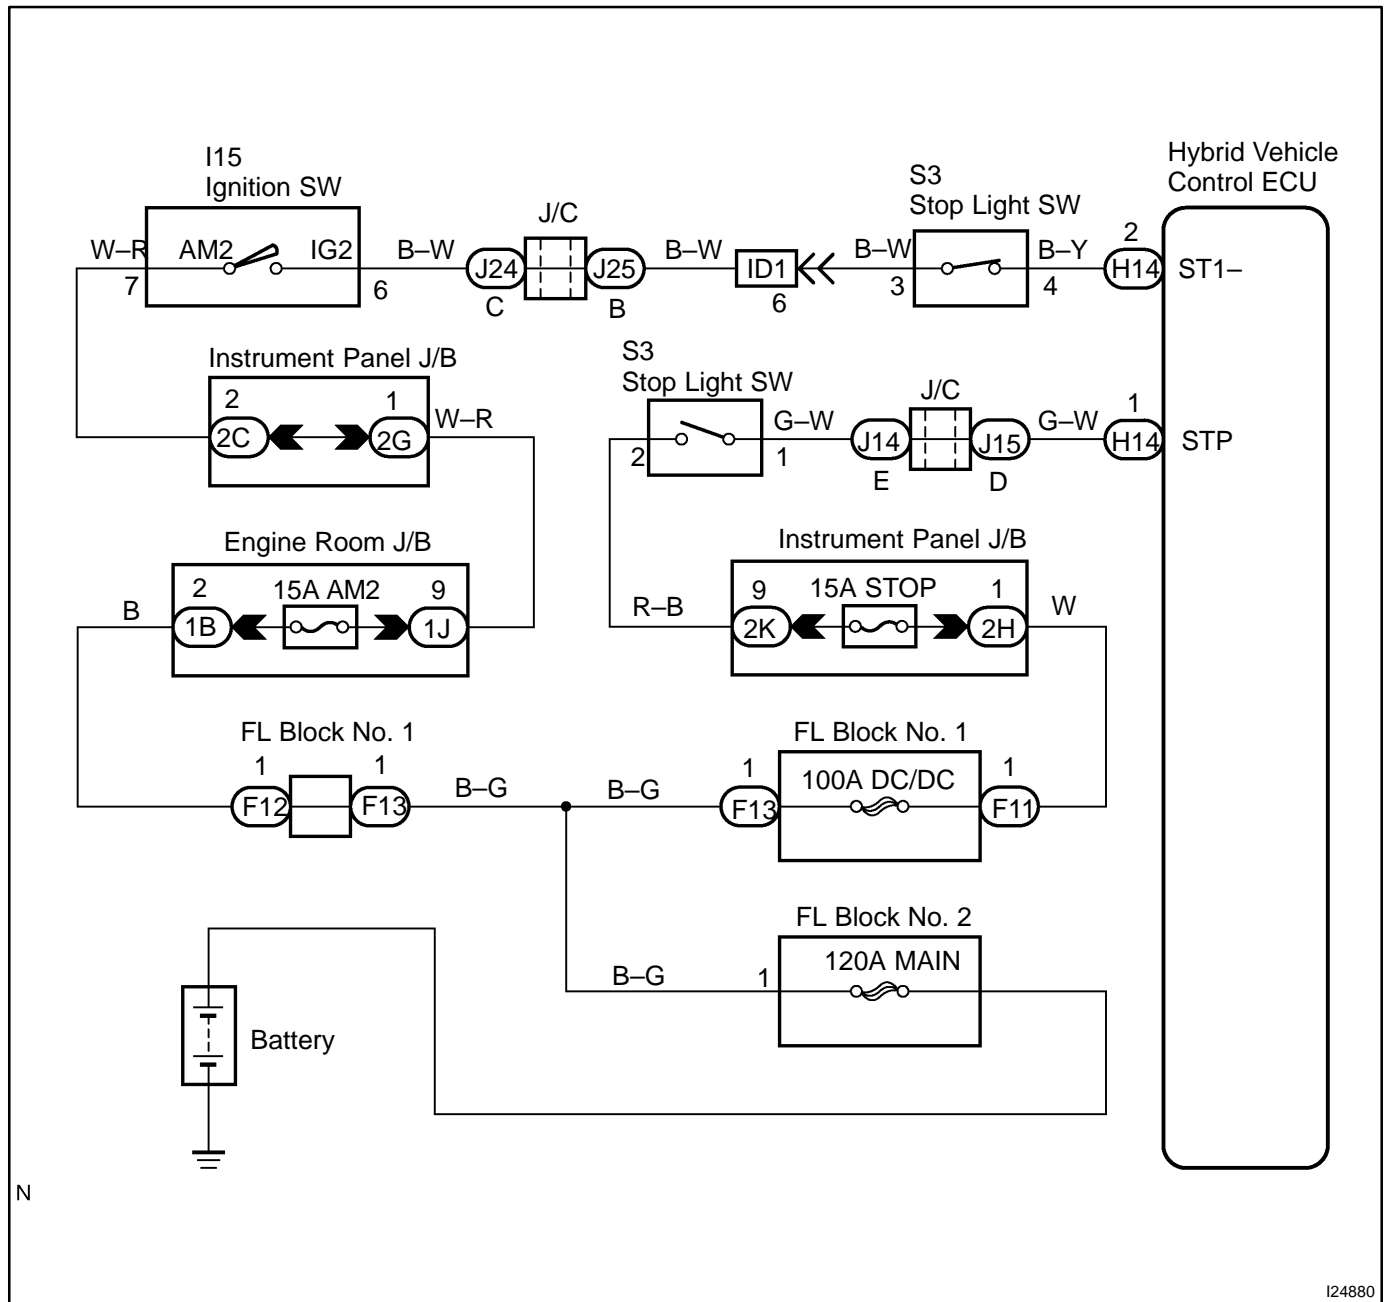 Hybrid Vehicle
Control ECU
I15
Ignition SW
S3
Stop Light SW
J/C
W–R
AM2
IG2
B–W
J24
J25
B–W
ID1
B–W
B–Y
2
H14
ST1–
7
6
C
B
6
3
4
Instrument Panel J/B
S3
Stop Light SW
J/C
2
1
W–R
2C
2G
G–W
J14
J15
G–W
1
H14
STP
2
1
E
D
Engine Room J/B
Instrument Panel J/B
B
2
15A AM2
9
1B
1J
R–B
9
15A STOP
1
W
2K
2H
FL Block No. 1
FL Block No. 1
1
1
B–G
B–G
1
100A DC/DC
1
F12
F13
F13
F11
FL Block No. 2
B–G
1
120A MAIN
Battery
N
I24880